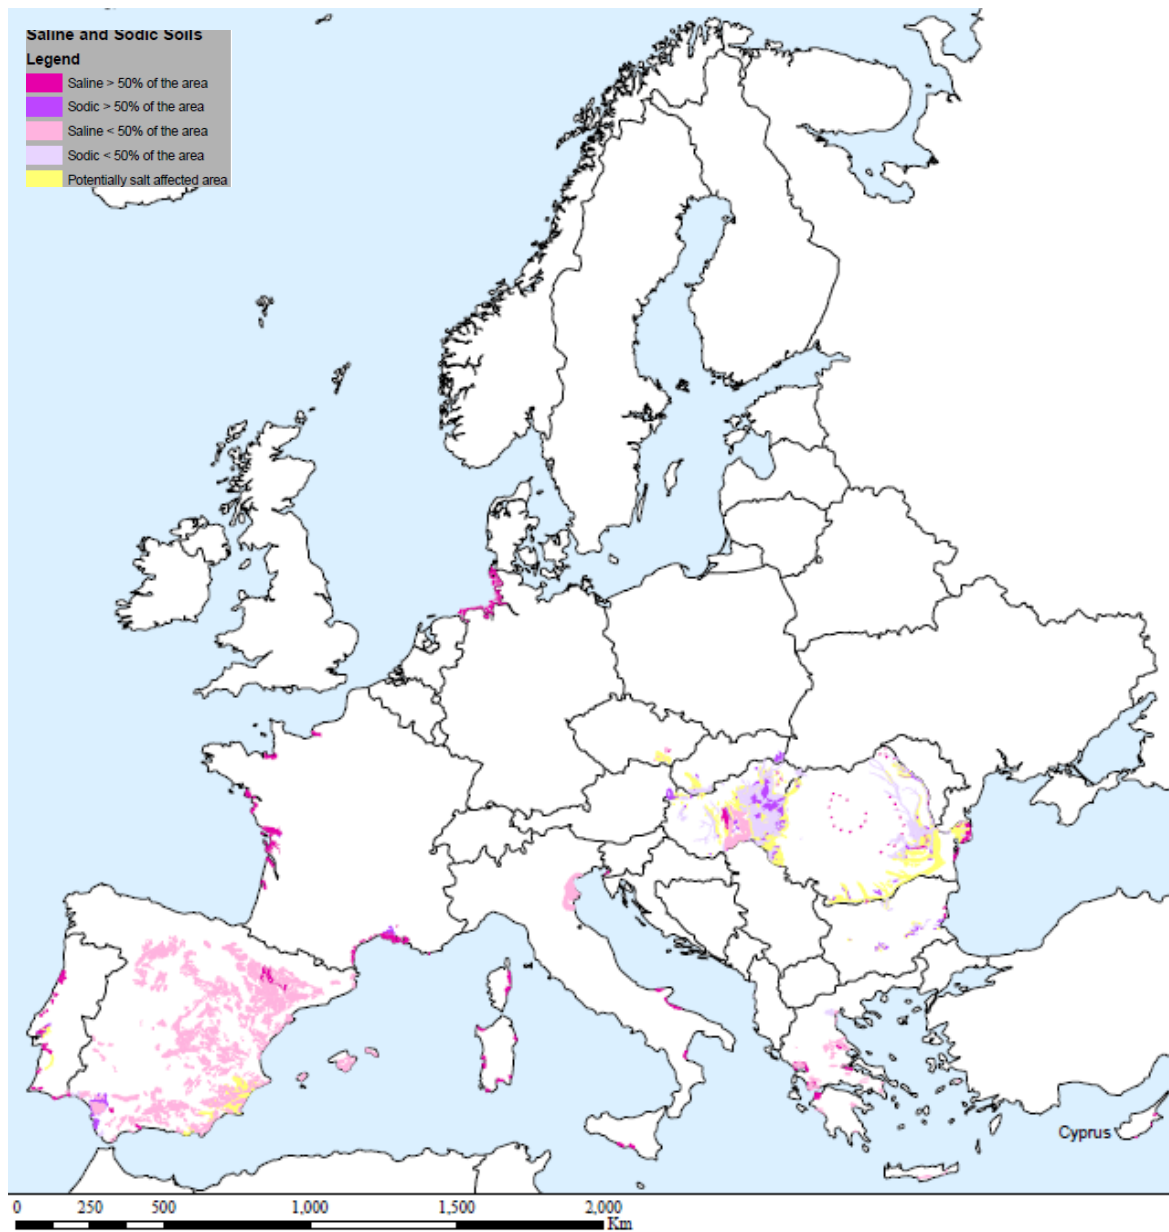 Saline and Sodic Soils
Legend
Saline > 50% of the area
Sodic > 50% of the area
Saline < 50% of the area
Sodic < 50% of the area
Potentially salt affected area
Cyprus
0 250 500 1,000 1,500 2,000
Km